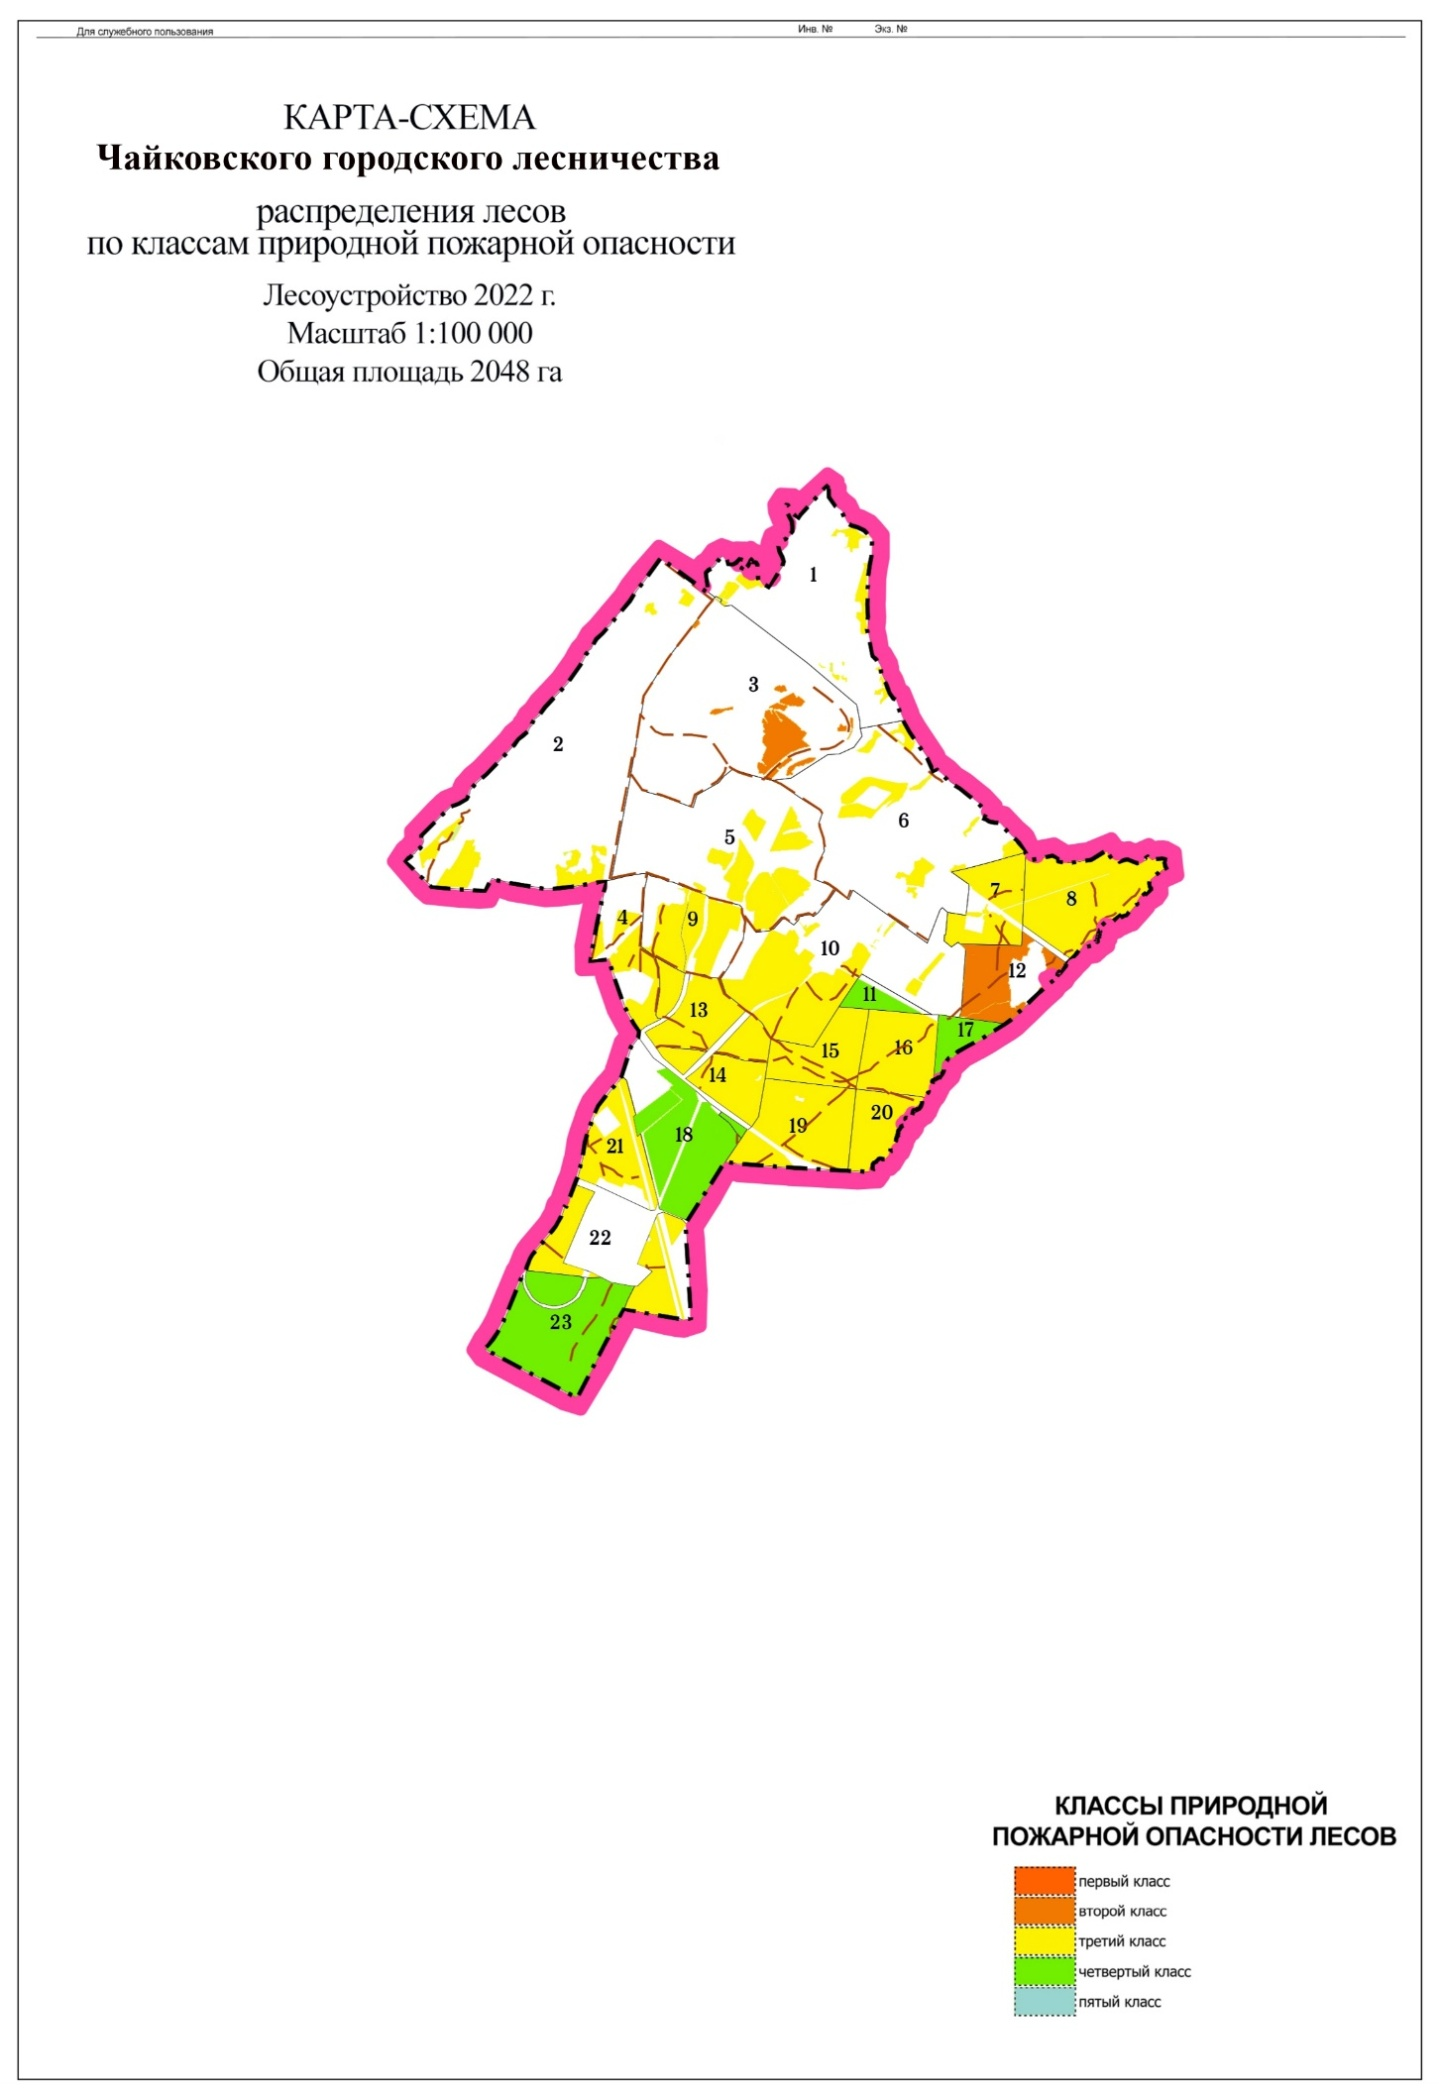 Для служебного пользования Инв. № Экз. №
КАРТА-СХЕМА
Чайковского городского лесничества
распределения лесов
по классам природной пожарной опасности
Лесоустройство 2022 г.
Масштаб 1:100 000
Общая площадь 2048 га
1
3
2
6
5
7
8
4
9
10
12
11
13
17
15
16
14
20
19
18
21
22
23
КЛАССЫ ПРИРОДНОЙ
ПОЖАРНОЙ ОПАСНОСТИ ЛЕСОВ
первый класс
второй класс
третий класс
четвертый класс
пятый класс